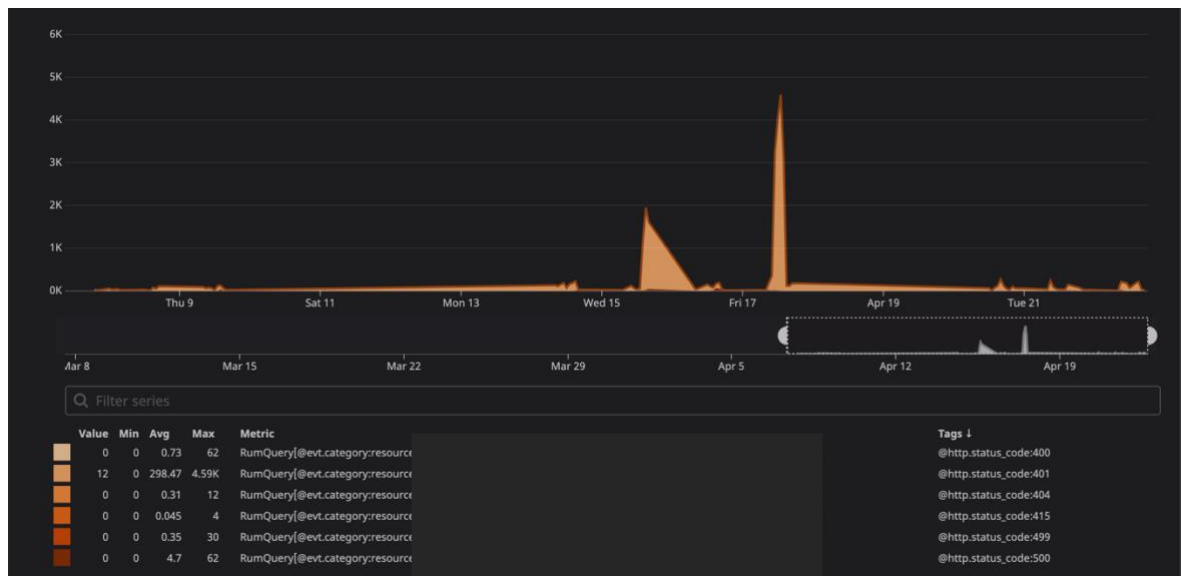 6K
5K
4K
3K
2K
1K
0K
Thu 9 Sat 11 Mon 13 Wed 15 Fri 17 Apr 19 Tue 21
Mar 8 Mar 15 Mar 22 Mar 29 Apr 5 Apr 12 Apr 19
Filter series
Value Min Avg Max Metric Tags ↓
0 0 0.73 62 RumQuery[@evt.category:resource @http.status_code:400
12 0 298.47 4.59K RumQuery[@evt.category:resource @http.status_code:401
0 0 0.31 12 RumQuery[@evt.category:resource @http.status_code:404
0 0 0.045 4 RumQuery[@evt.category:resource @http.status_code:415
0 0 0.35 30 RumQuery[@evt.category:resource @http.status_code:499
0 0 4.7 62 RumQuery[@evt.category:resource @http.status_code:500